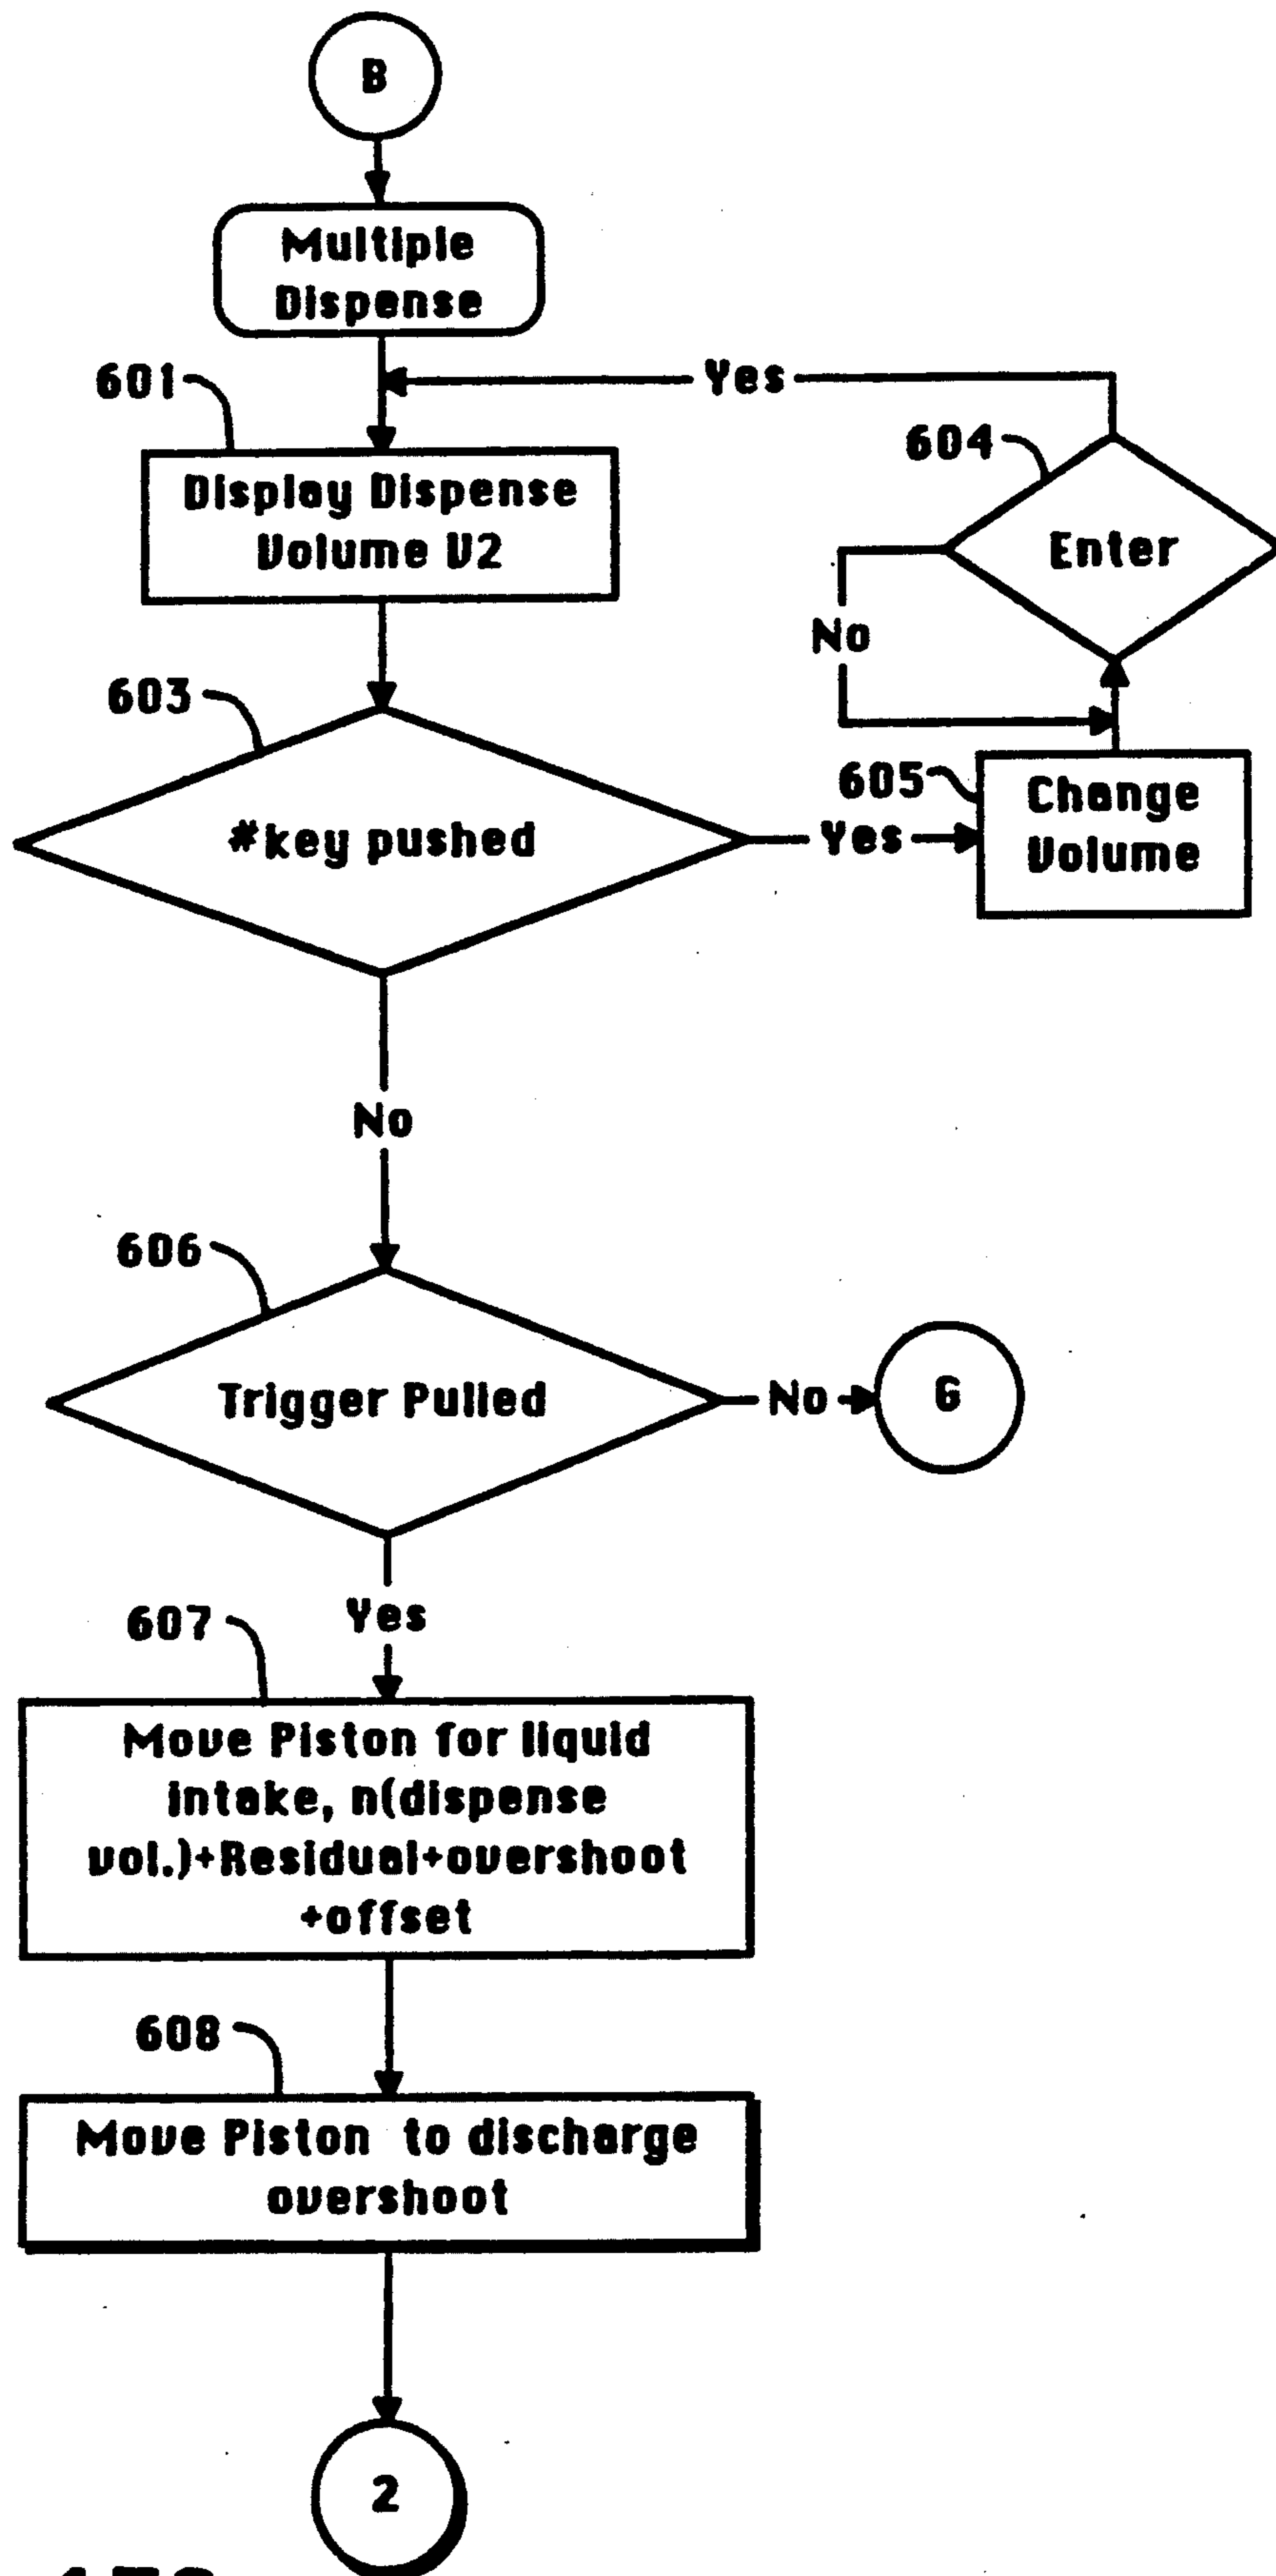 B
Multiple
Dispense
601
Yes
604
Display Dispense
Volume V2
Enter
No
603
605
Change
Volume
#key pushed
Yes
No
606
Trigger Pulled
No
G
607
Yes
Move Piston for liquid
intake, n(dispense
vol.)+Residual+overshoot
+offset
608
Move Piston to discharge
overshoot
2